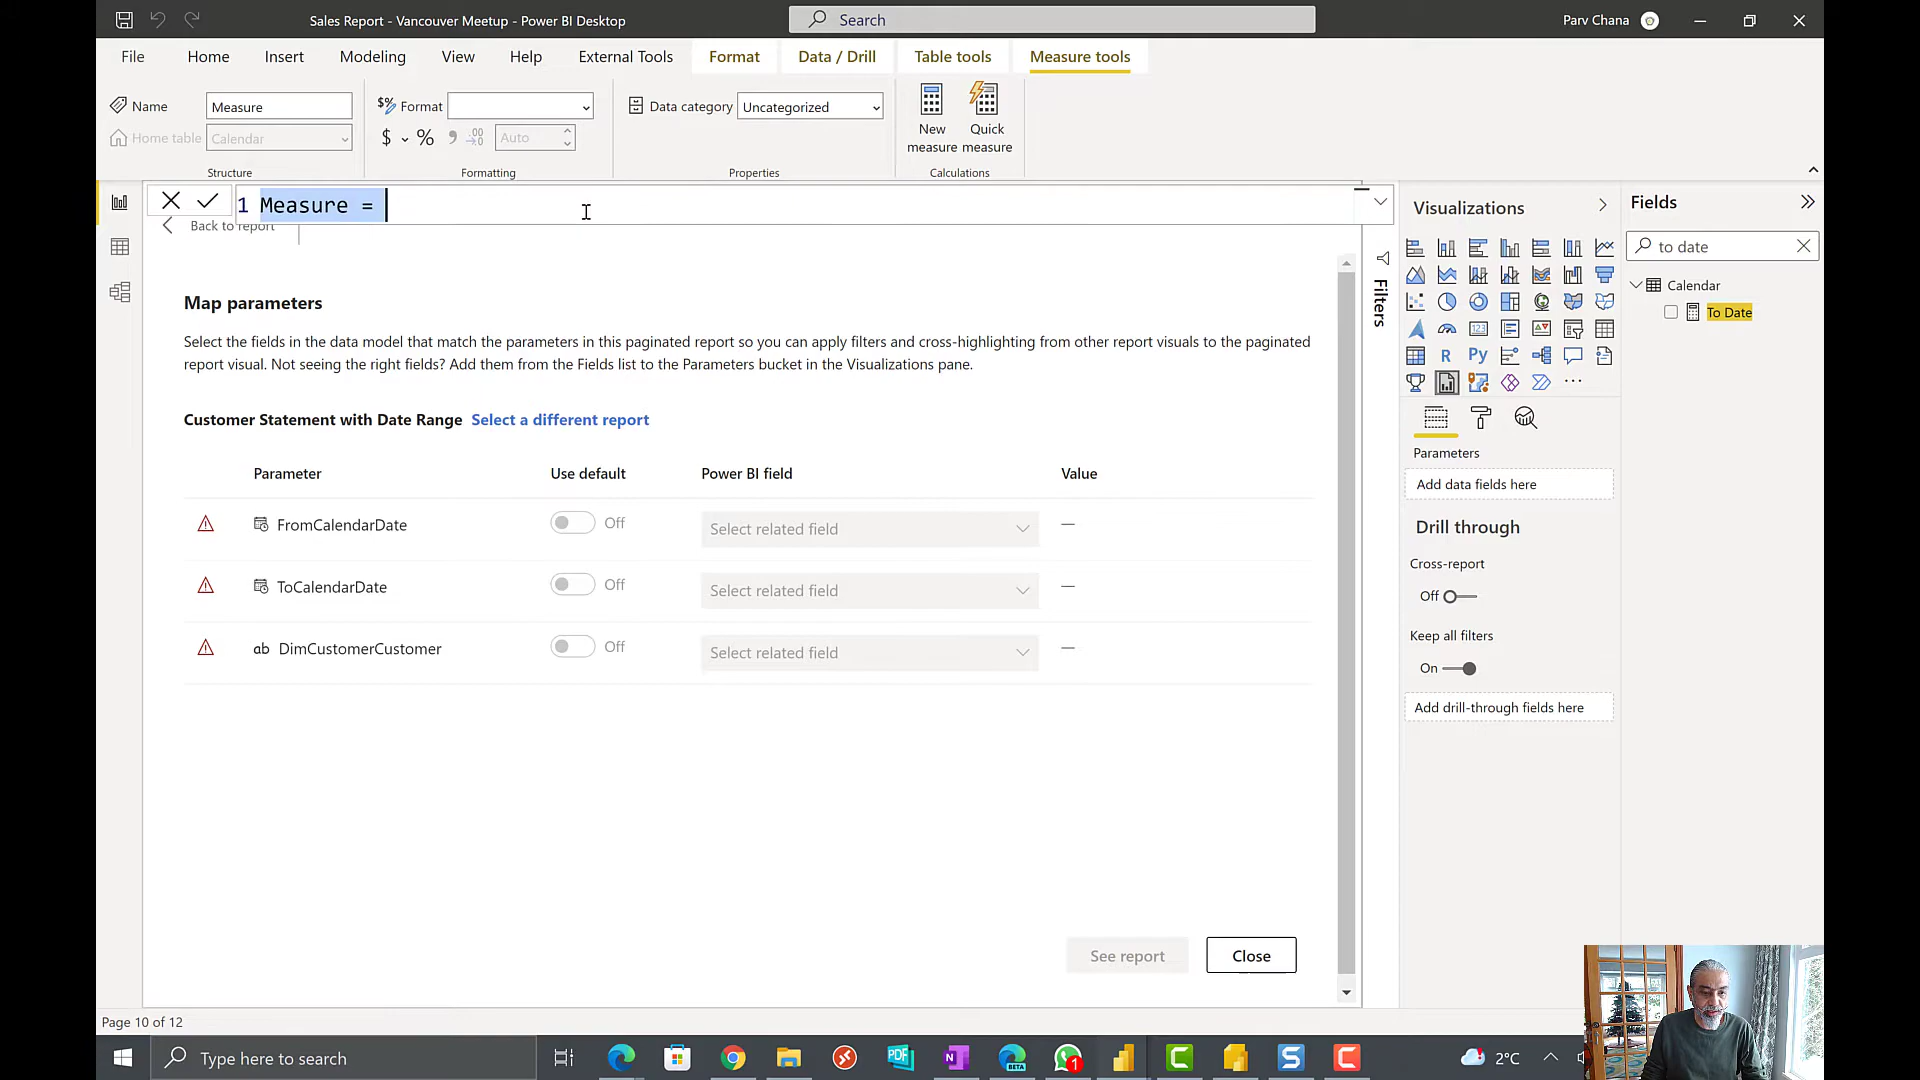 Sales Report - Vancouver Meetup - Power BI Desktop
Search
Parv Chana
File
Home
Insert
Modeling
View
Help
External Tools
Format
Data / Drill
Table tools
Measure tools
Name
Measure
Home table
Calendar
Structure
Format
$
%
Auto
Formatting
Data category
Uncategorized
Properties
New
measure
Quick
measure
Calculations
1 Measure =
Back to report
Map parameters
Select the fields in the data model that match the parameters in this paginated report so you can apply filters and cross-highlighting from other report visuals to the paginated
report visual. Not seeing the right fields? Add them from the Fields list to the Parameters bucket in the Visualizations pane.
Customer Statement with Date Range Select a different report
Parameter
Use default
Power BI field
Value
FromCalendarDate
Off
Select related field
—
ToCalendarDate
Off
Select related field
—
ab DimCustomerCustomer
Off
Select related field
—
See report
Close
Filters
Visualizations
R
Py
Parameters
Add data fields here
Drill through
Cross-report
Off
Keep all filters
On
Add drill-through fields here
Fields
to date
Calendar
To Date
Page 10 of 12
Type here to search
2°C